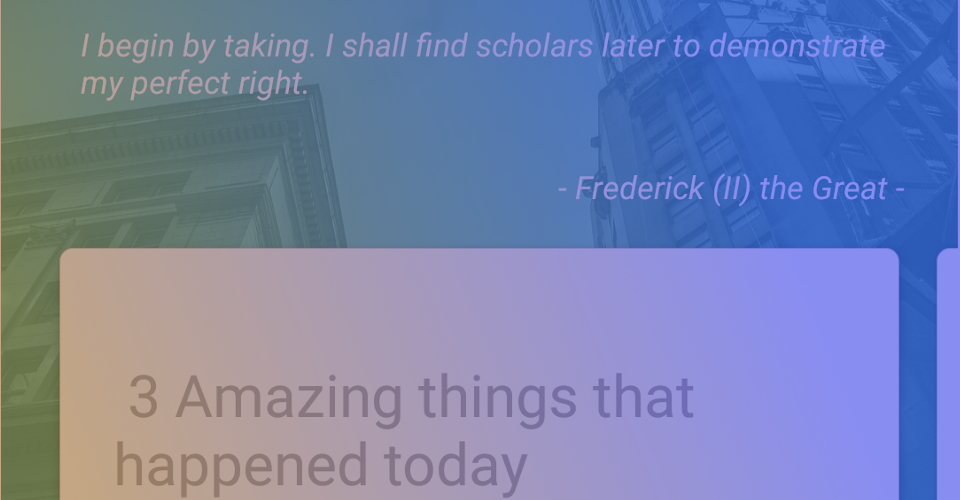 I begin by taking. I shall find scholars later to demonstrate
my perfect right.
- Frederick (II) the Great -
3 Amazing things that
happened today